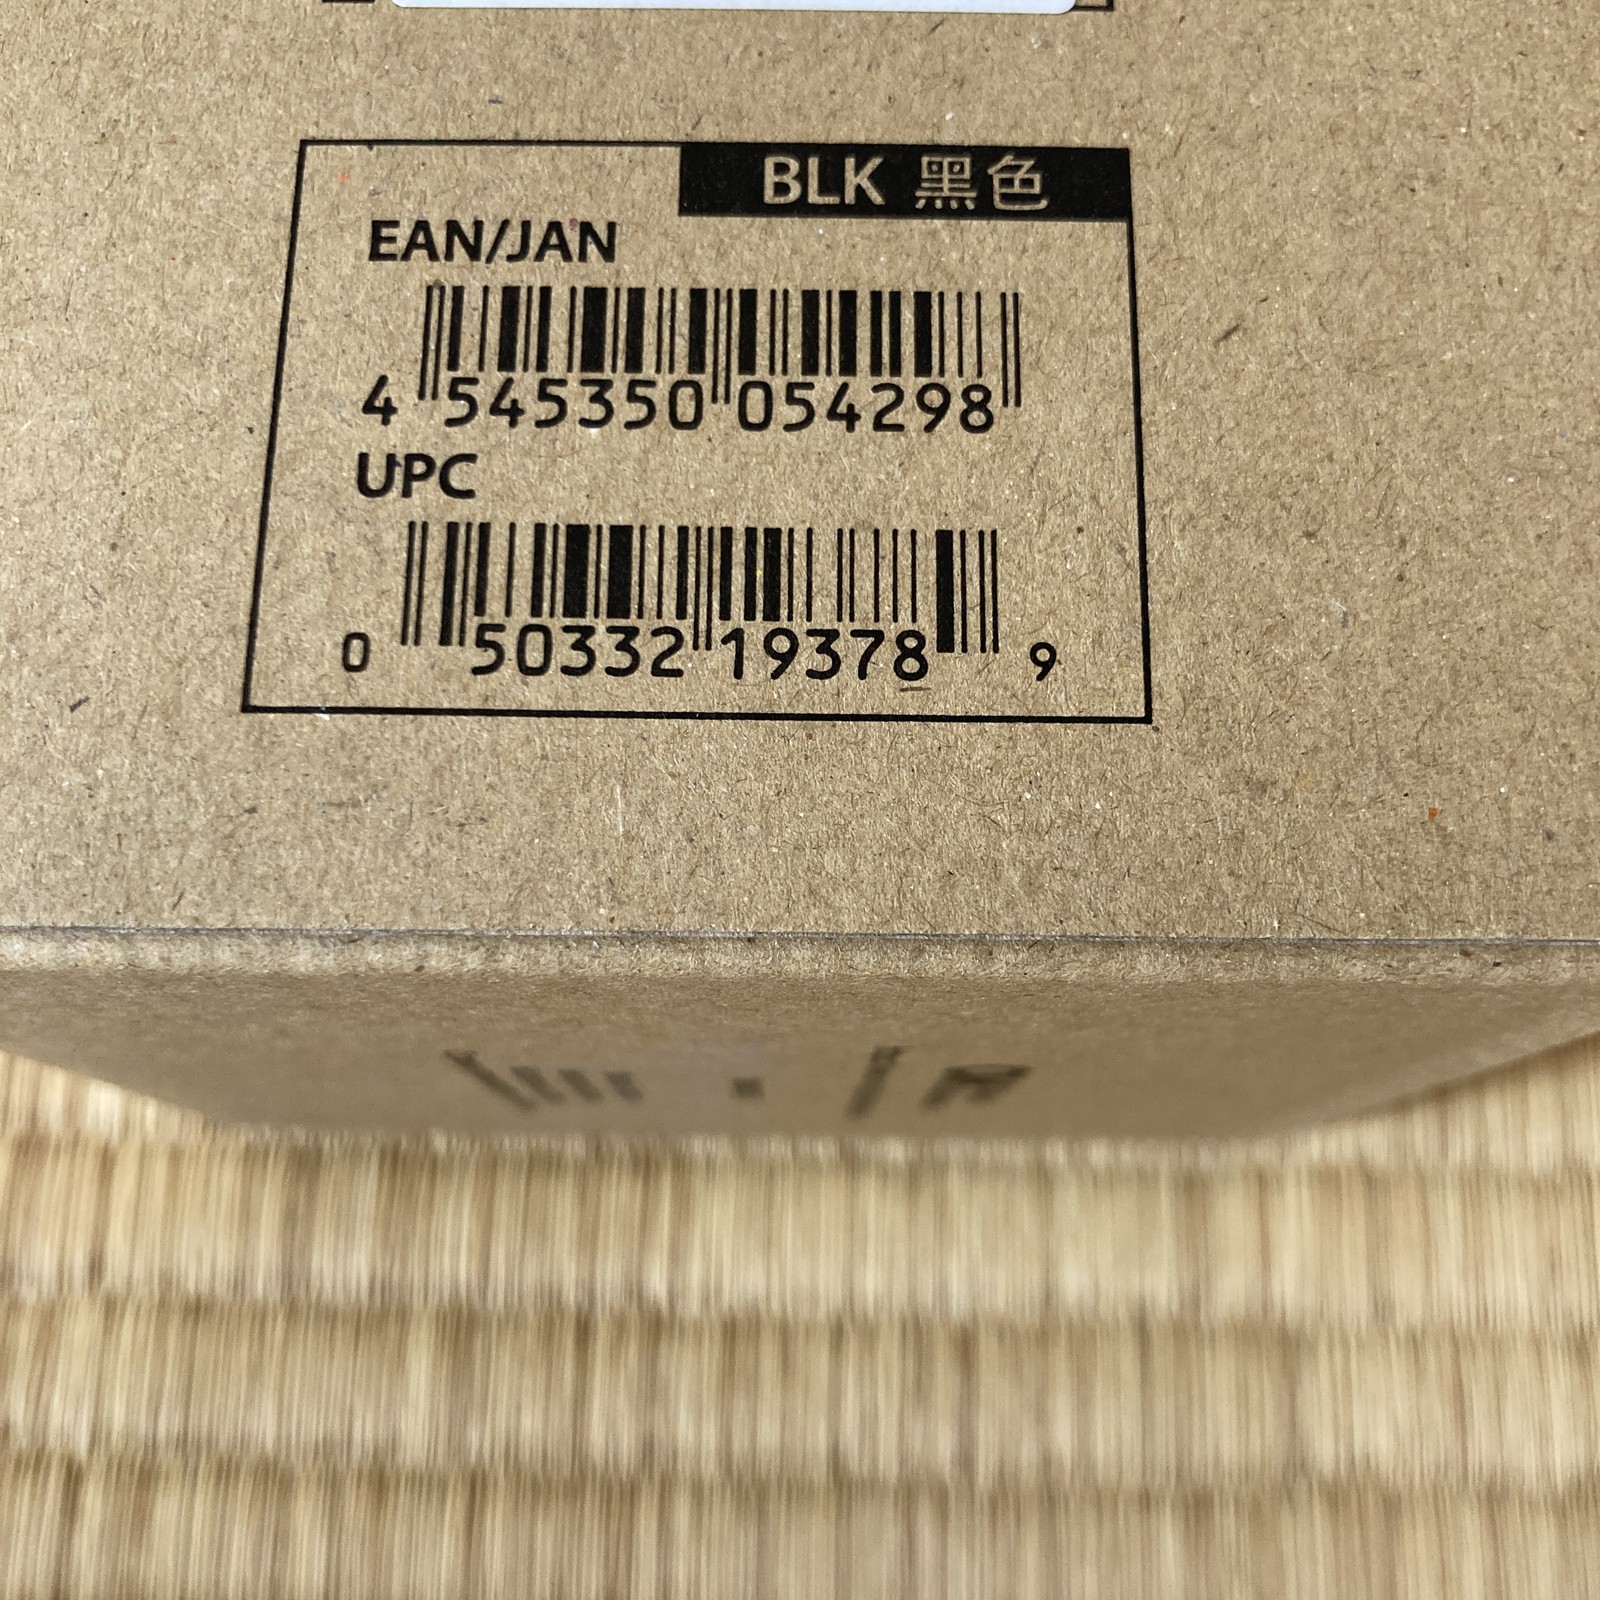 BLK 黑色
EAN/JAN
4 545350 054298
UPC
0 50332 19378 9